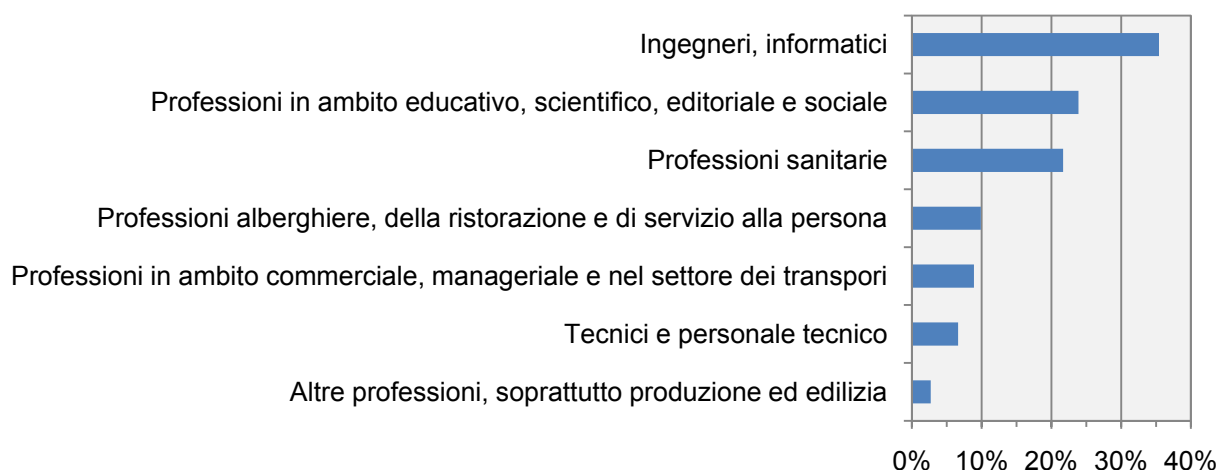 Ingegneri, informatici
Professioni in ambito educativo, scientifico, editoriale e sociale
Professioni sanitarie
Professioni alberghiere, della ristorazione e di servizio alla persona
Professioni in ambito commerciale, manageriale e nel settore dei transpori
Tecnici e personale tecnico
Altre professioni, soprattutto produzione ed edilizia
0% 10% 20% 30% 40%